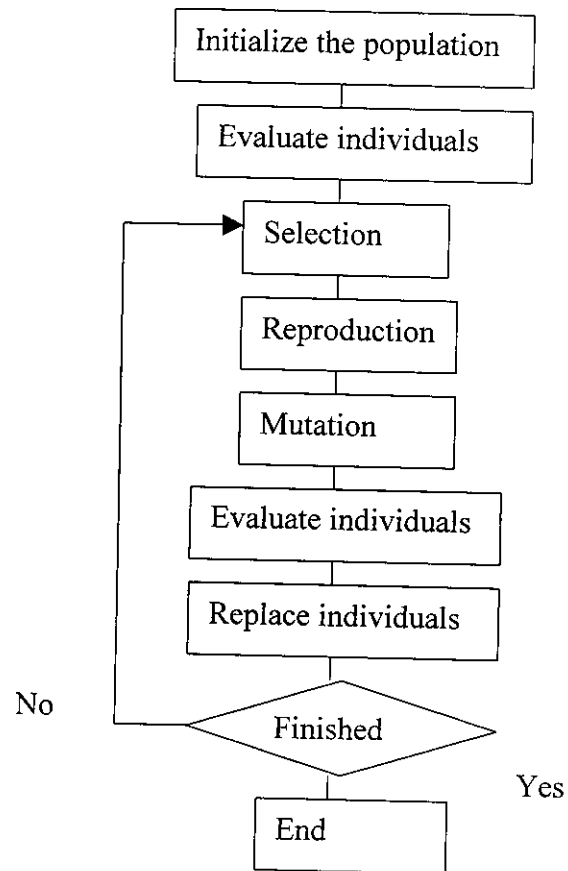 Initialize the population
Evaluate individuals
Selection
Reproduction
Mutation
Evaluate individuals
Replace individuals
No
Finished
Yes
End